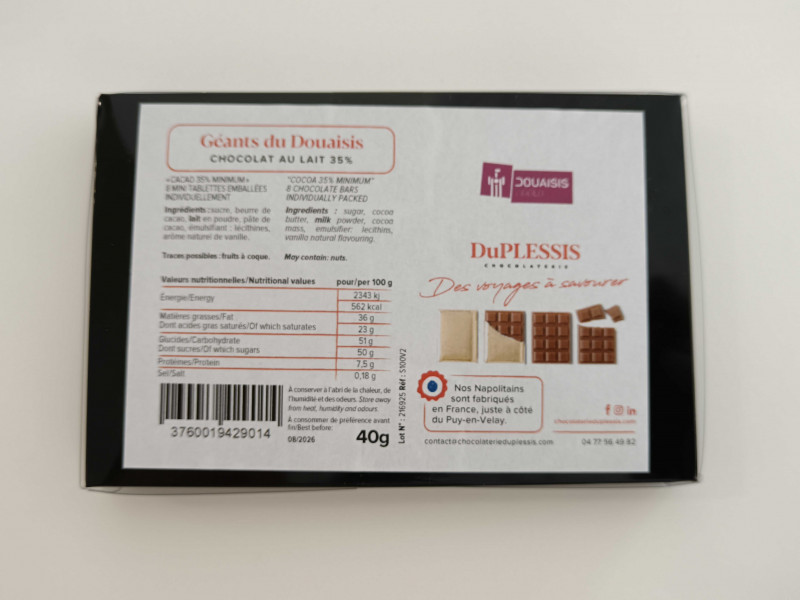 Géants du Douaisis
CHOCOLAT AU LAIT 35%
«CACAO 35% MINIMUM»
8 MINI TABLETTES EMBALLÉES
INDIVIDUELLEMENT
Ingrédients : sucre, beurre de
cacao, lait en poudre, pâte de
cacao, émulsifiant : lécithines,
arôme naturel de vanille.
Traces possibles : fruits à coque.
"COCOA 35% MINIMUM"
8 CHOCOLATE BARS
INDIVIDUALLY PACKED
Ingredients : sugar, cocoa
butter, milk powder, cocoa
mass, emulsifier: lecithins,
vanilla natural flavouring.
May contain: nuts.
Valeurs nutritionnelles/Nutritional values pour/per 100 g
Energie/Energy 2343 kj
562 kcal
Matières grasses/Fat 36 g
Dont acides gras saturés/Of which saturates 23 g
Glucides/Carbohydrate 51 g
Dont sucres/Of which sugars 50 g
Protéines/Protein 7,5 g
Sel/Salt 0,18 g
3760019429014
À conserver à l'abri de la chaleur, de
l'humidité et des odeurs. Store away
from heat, humidity and odours
À consommer de préférence avant
fin/Best before:
08/2026
40g
Lot N° : 216925 Réf : S100V2
DOUAISIS
DuPLESSIS
CHOCOLATERIE
Des voyages à savourer
Nos Napolitains
sont fabriqués
en France, juste à côté
du Puy-en-Velay.
f in
chocolaterieduplessis.com
contact@chocolaterieduplessis.com 04 77 56 49 82